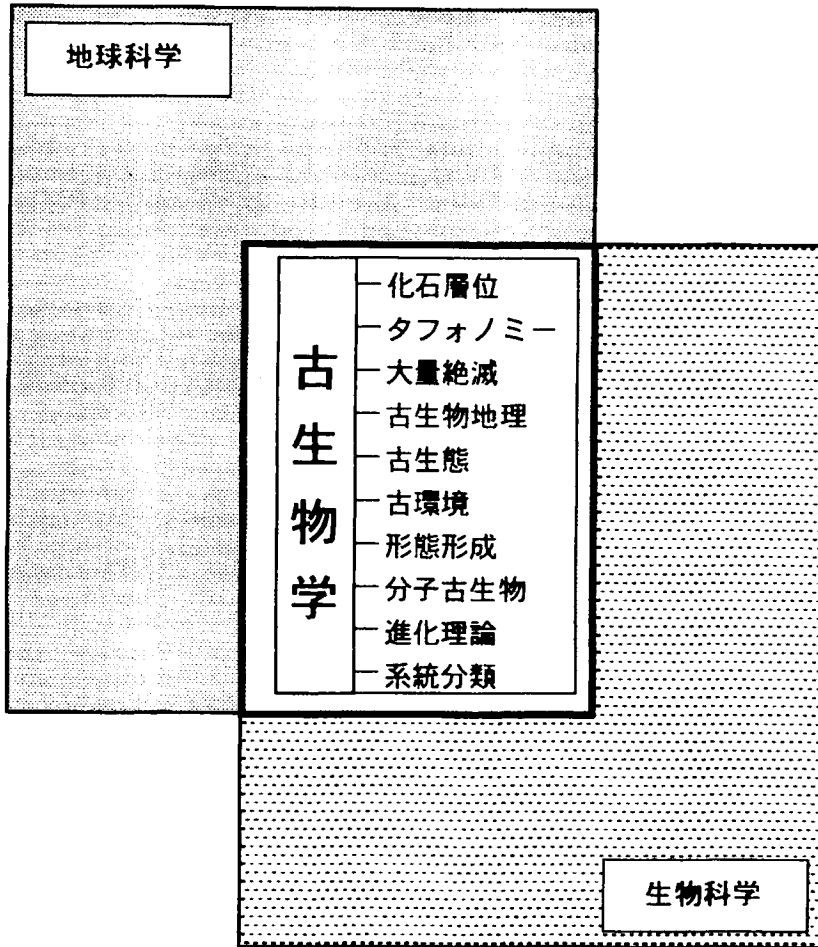 地球科学
古生物学
化石層位
タフォノミー
大量絶滅
古生物地理
古生態
古環境
形態形成
分子古生物
進化理論
系統分類
生物科学